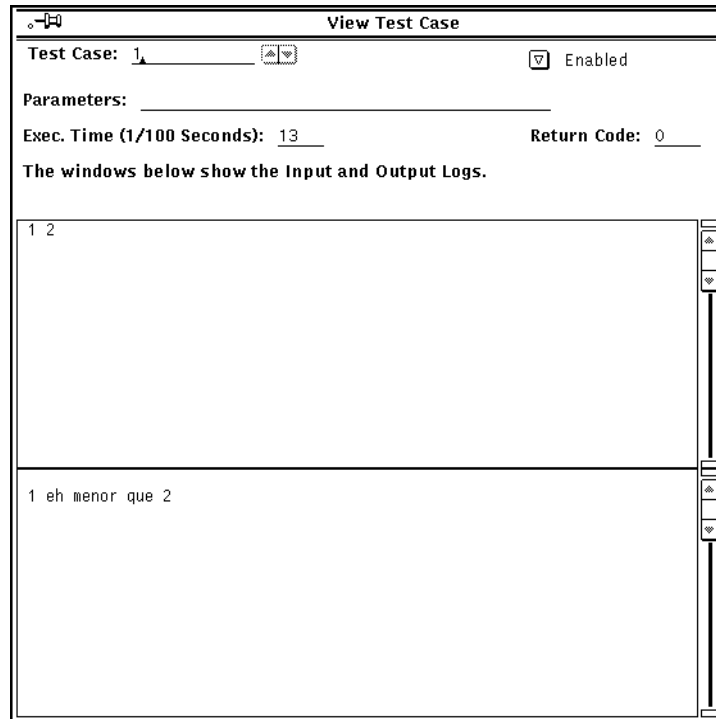 View Test Case
Test Case: 1
Enabled
Parameters:
Exec. Time (1/100 Seconds): 13 Return Code: 0
The windows below show the Input and Output Logs.
1 2
1 eh menor que 2